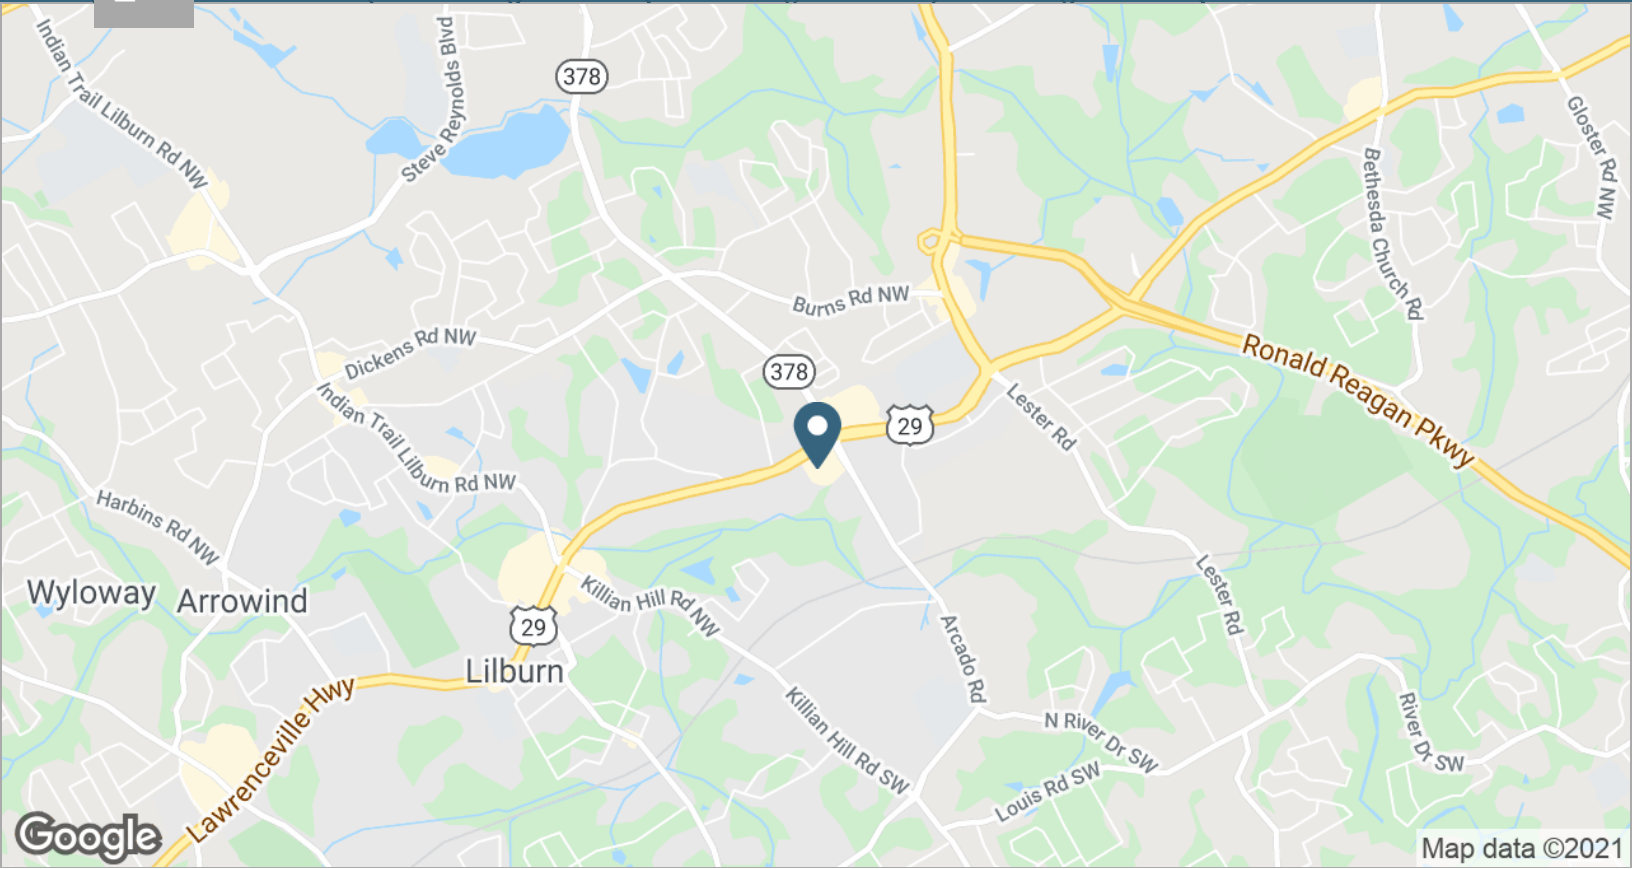 Indian Trail Lilburn Rd NW
Steve Reynolds Blvd
378
Gloster Rd NW
Bethesda Church Rd
Burns Rd NW
Dickens Rd NW
Ronald Reagan Pkwy
378
29
Lester Rd
Indian Trail Lilburn Rd NW
Harbins Rd NW
Wyloway
Arrowind
Killian Hill Rd NW
Lester Rd
29
Lilburn
Arcado Rd
Lawrenceville Hwy
Killian Hill Rd SW
N River Dr SW
River Dr SW
Louis Rd SW
Google
Map data ©2021